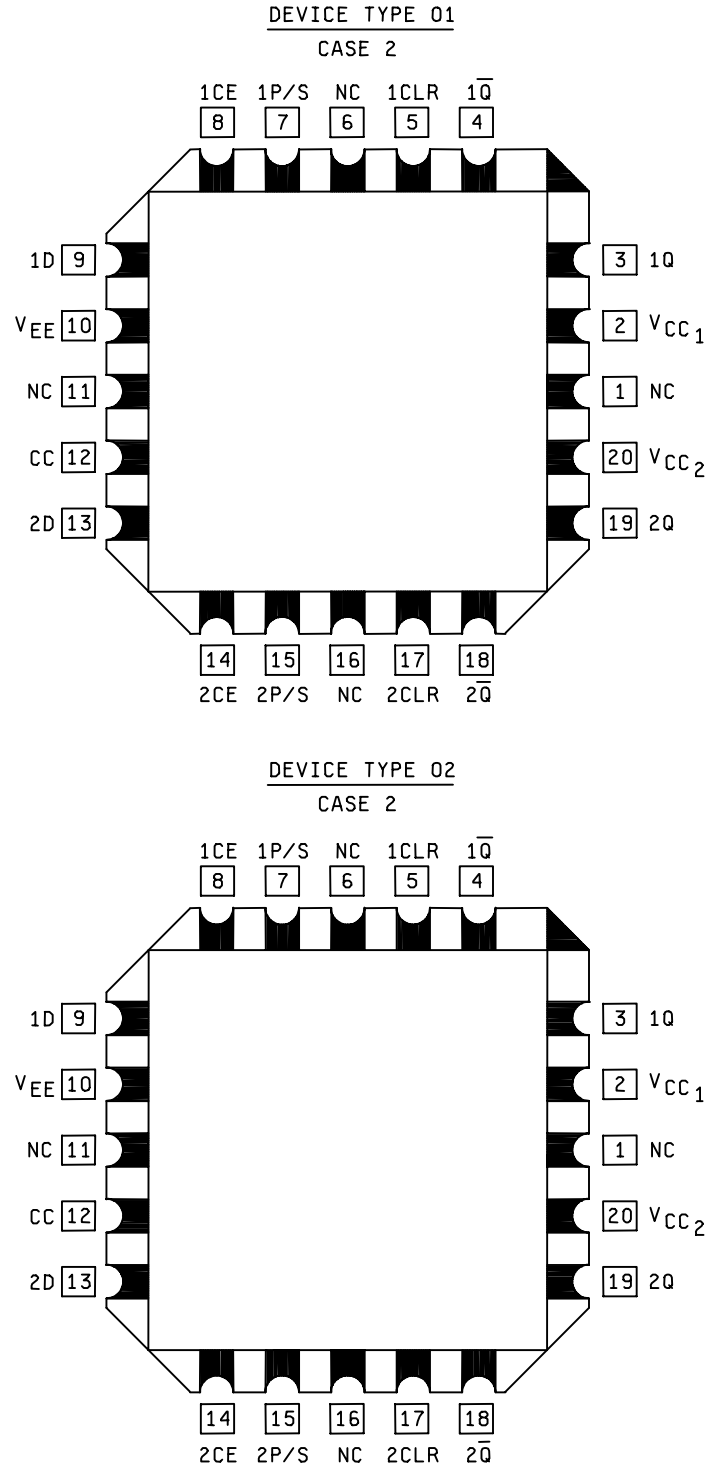 DEVICE TYPE 01
CASE 2
1CE 1P/S NC 1CLR 1Q̅
8 7 6 5 4
1D 9 3 1Q
VEE 10 2 VCC1
NC 11 1 NC
CC 12 20 VCC2
2D 13 19 2Q
14 15 16 17 18
2CE 2P/S NC 2CLR 2Q̅
DEVICE TYPE 02
CASE 2
1CE 1P/S NC 1CLR 1Q̅
8 7 6 5 4
1D 9 3 1Q
VEE 10 2 VCC1
NC 11 1 NC
CC 12 20 VCC2
2D 13 19 2Q
14 15 16 17 18
2CE 2P/S NC 2CLR 2Q̅